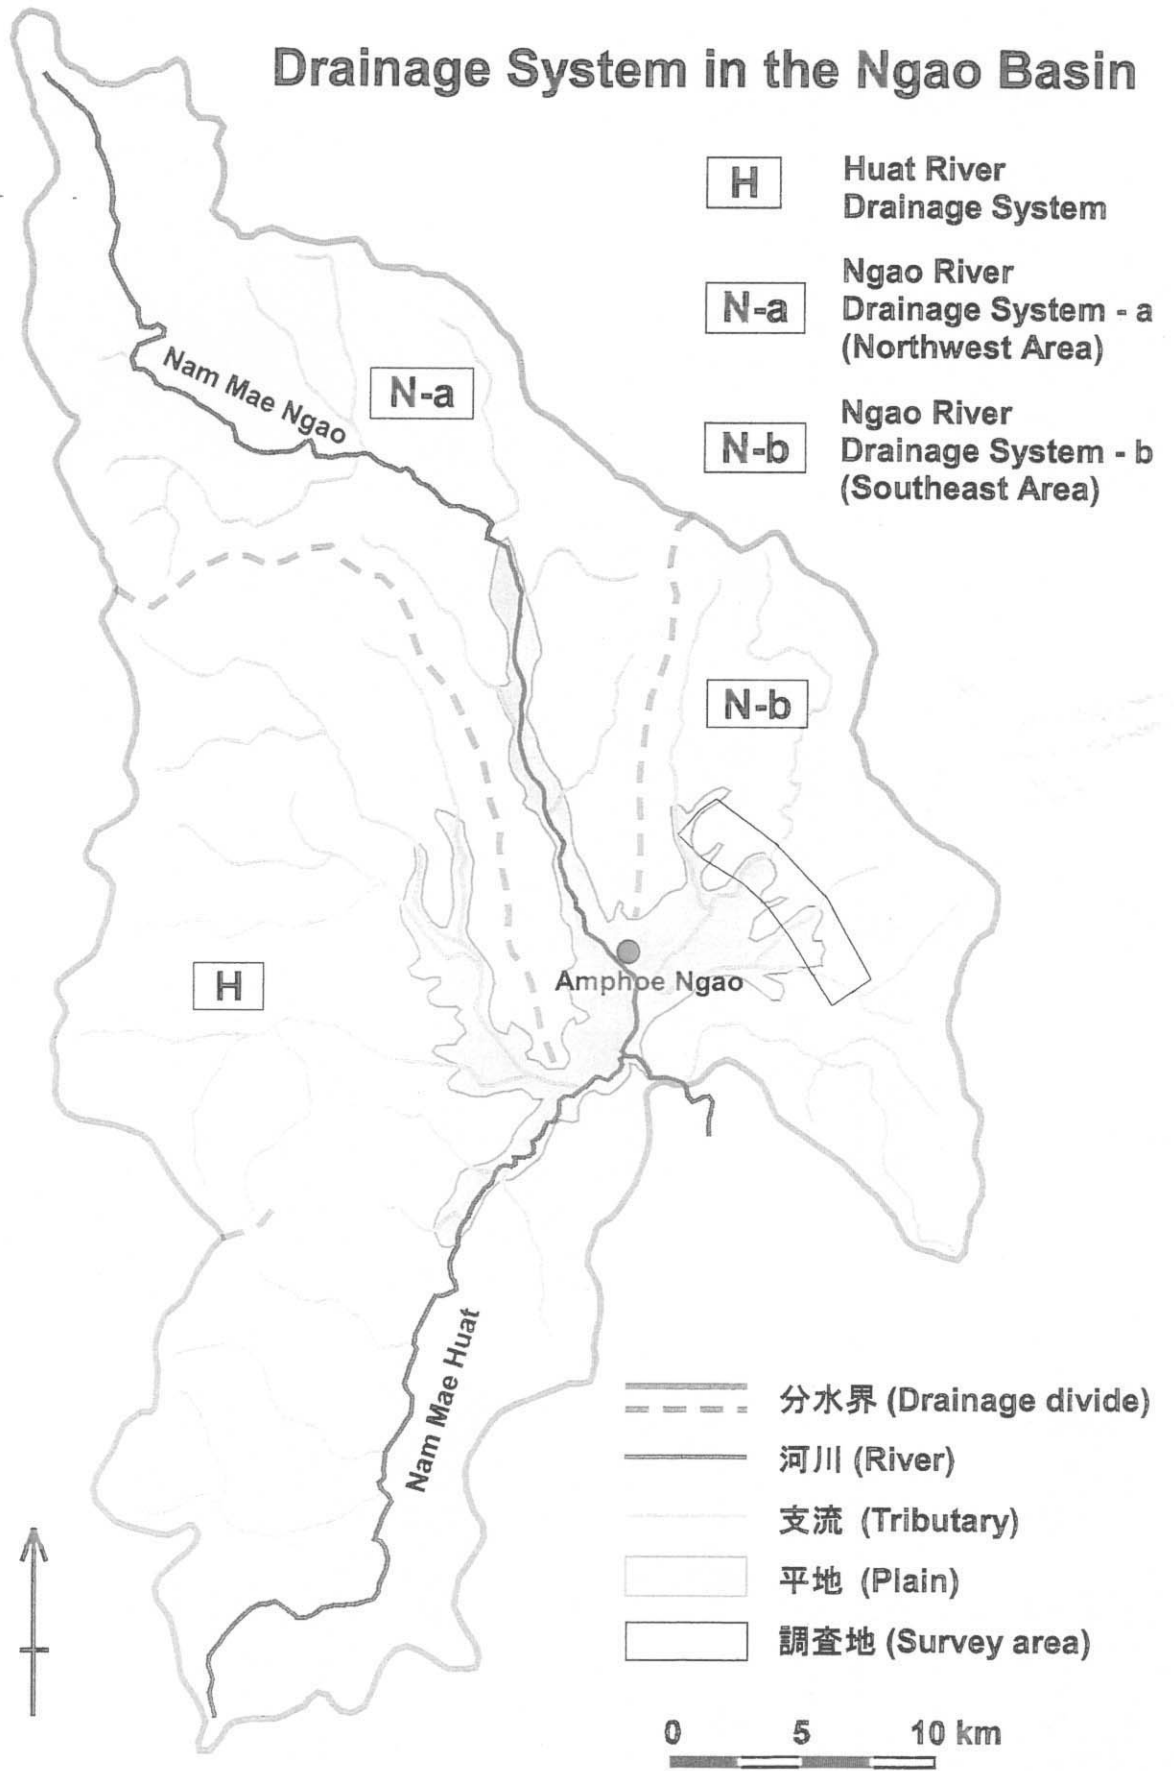 Drainage System in the Ngao Basin
H
Huat River
Drainage System
N-a
Ngao River
Drainage System - a
(Northwest Area)
N-b
Ngao River
Drainage System - b
(Southeast Area)
Nam Mae Ngao
N-a
N-b
H
Amphoe Ngao
Nam Mae Huat
分水界 (Drainage divide)
河川 (River)
支流 (Tributary)
平地 (Plain)
調査地 (Survey area)
0 5 10 km